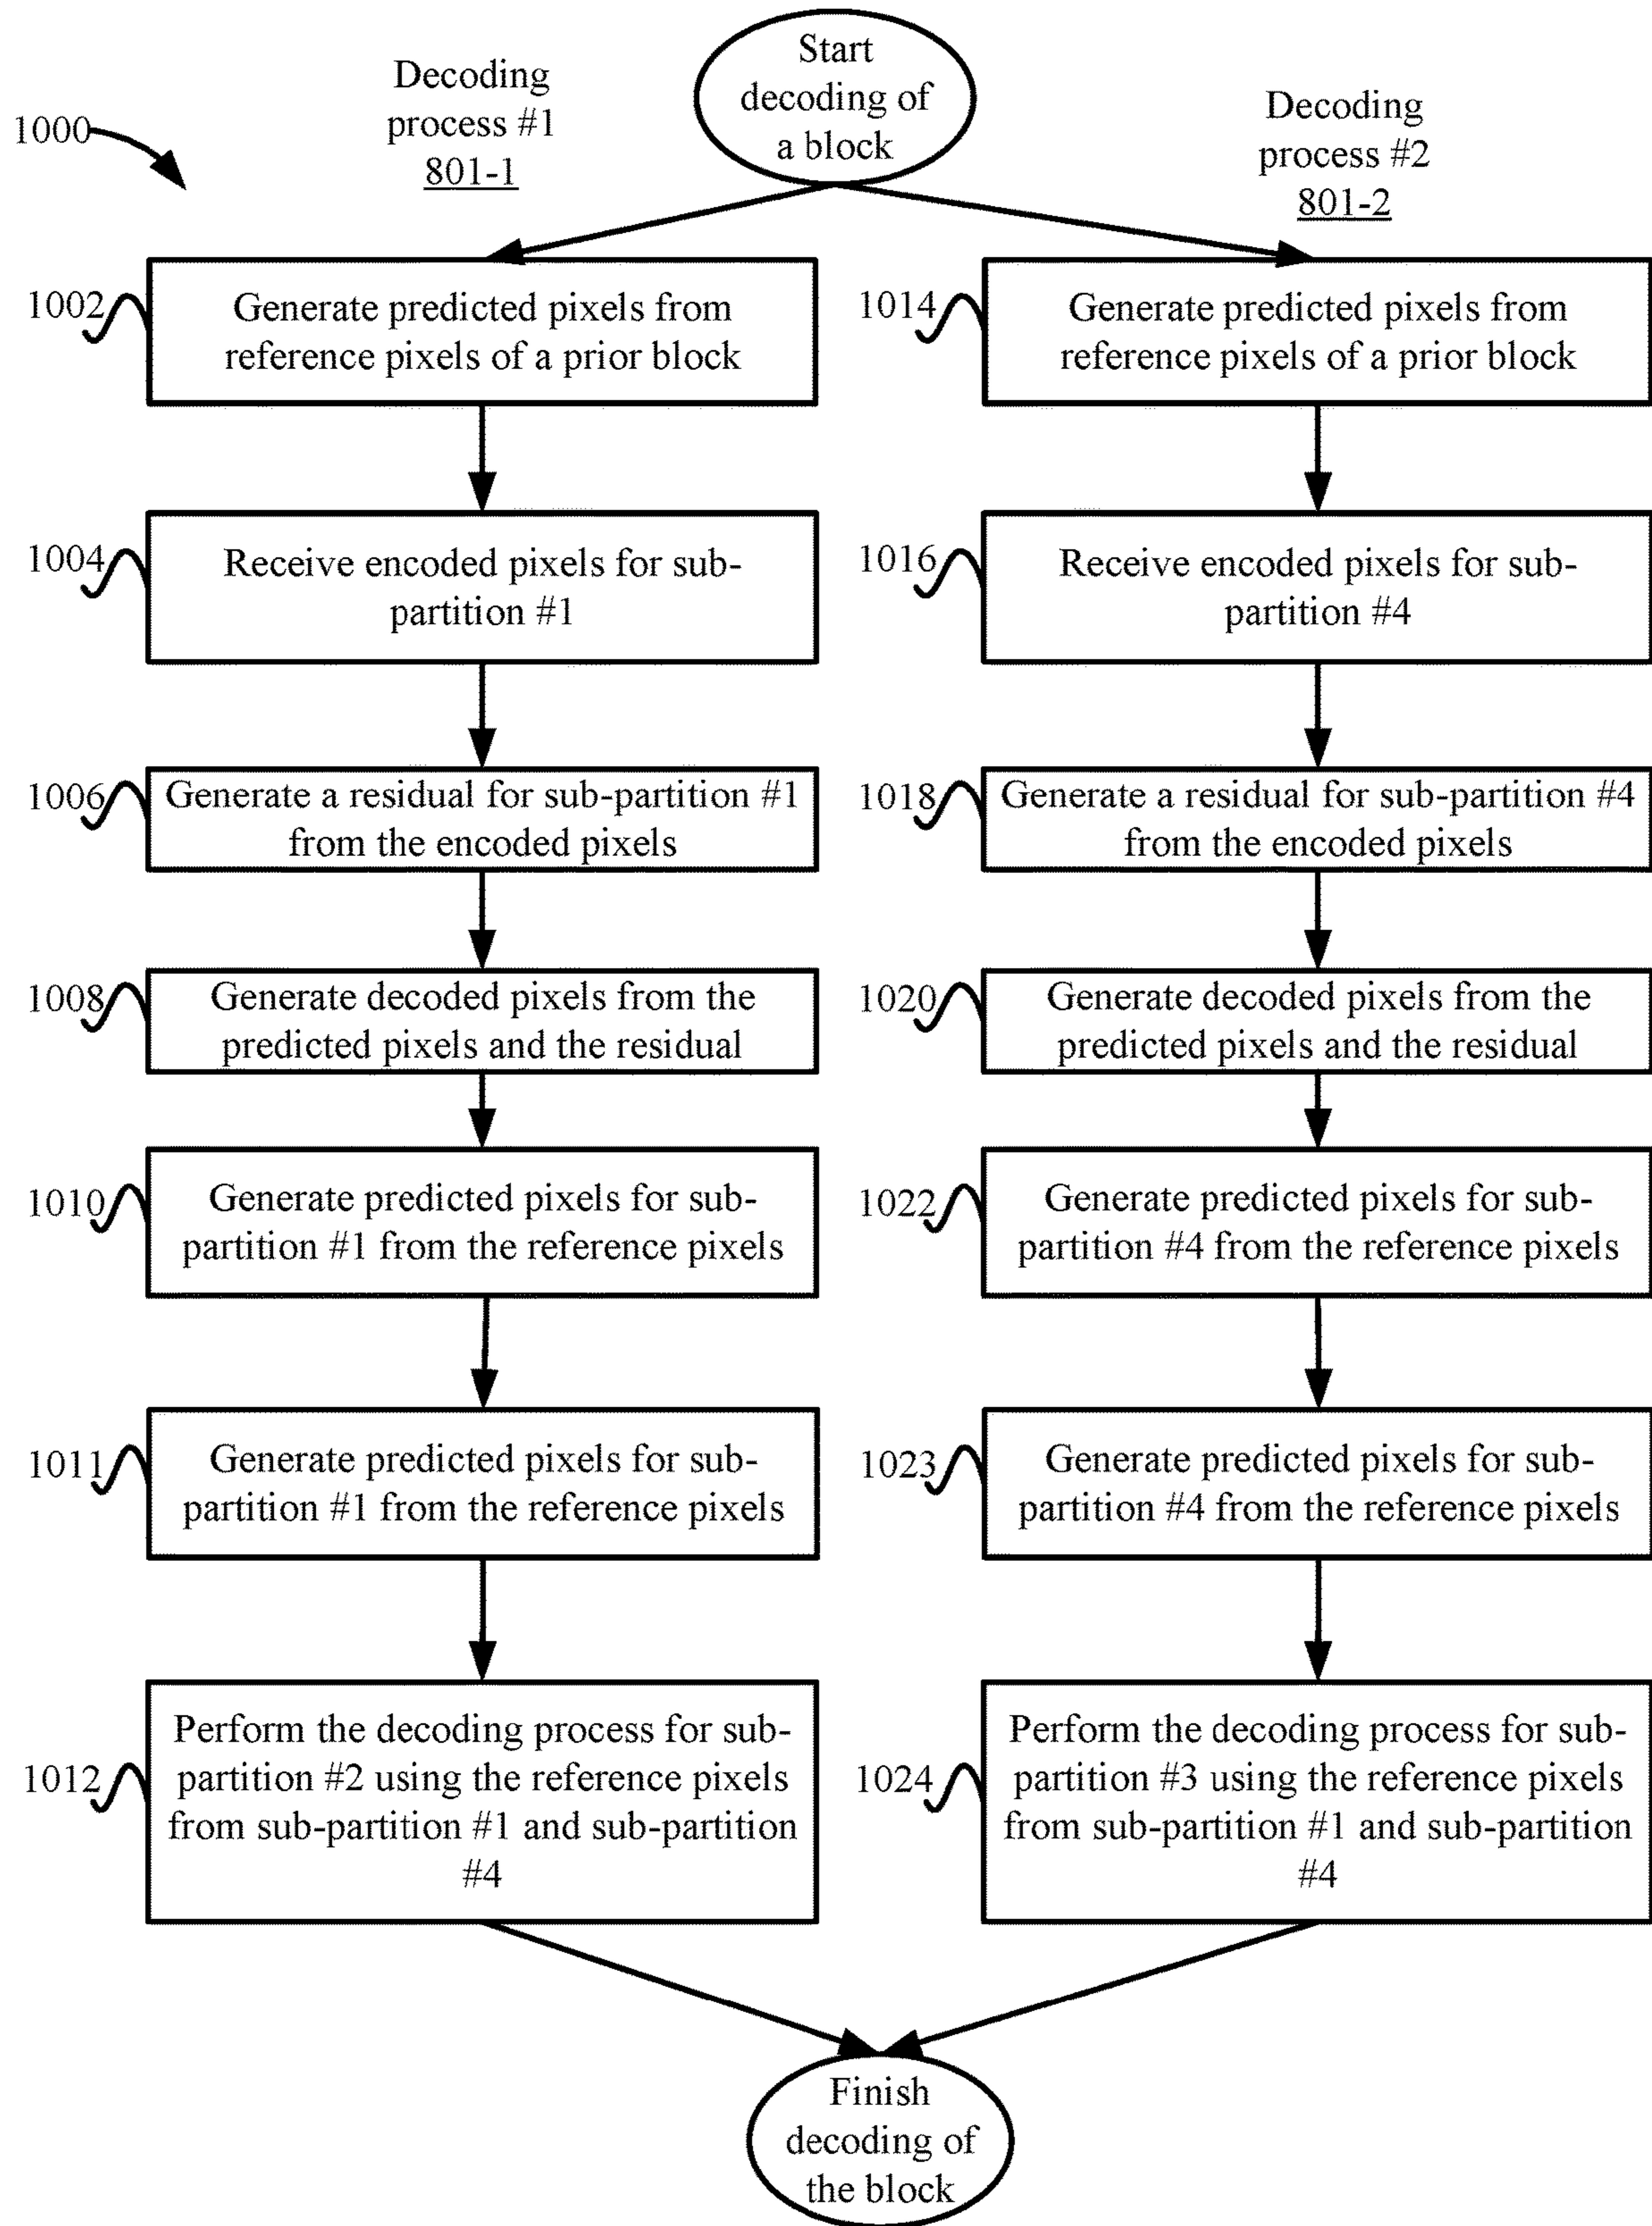 Start
decoding of
a block
Decoding
process #1
801-1
Decoding
process #2
801-2
1000
1002
Generate predicted pixels from
reference pixels of a prior block
1004
Receive encoded pixels for sub-
partition #1
1006
Generate a residual for sub-partition #1
from the encoded pixels
1008
Generate decoded pixels from the
predicted pixels and the residual
1010
Generate predicted pixels for sub-
partition #1 from the reference pixels
1011
Generate predicted pixels for sub-
partition #1 from the reference pixels
1012
Perform the decoding process for sub-
partition #2 using the reference pixels
from sub-partition #1 and sub-partition
#4
1014
Generate predicted pixels from
reference pixels of a prior block
1016
Receive encoded pixels for sub-
partition #4
1018
Generate a residual for sub-partition #4
from the encoded pixels
1020
Generate decoded pixels from the
predicted pixels and the residual
1022
Generate predicted pixels for sub-
partition #4 from the reference pixels
1023
Generate predicted pixels for sub-
partition #4 from the reference pixels
1024
Perform the decoding process for sub-
partition #3 using the reference pixels
from sub-partition #1 and sub-partition
#4
Finish
decoding of
the block